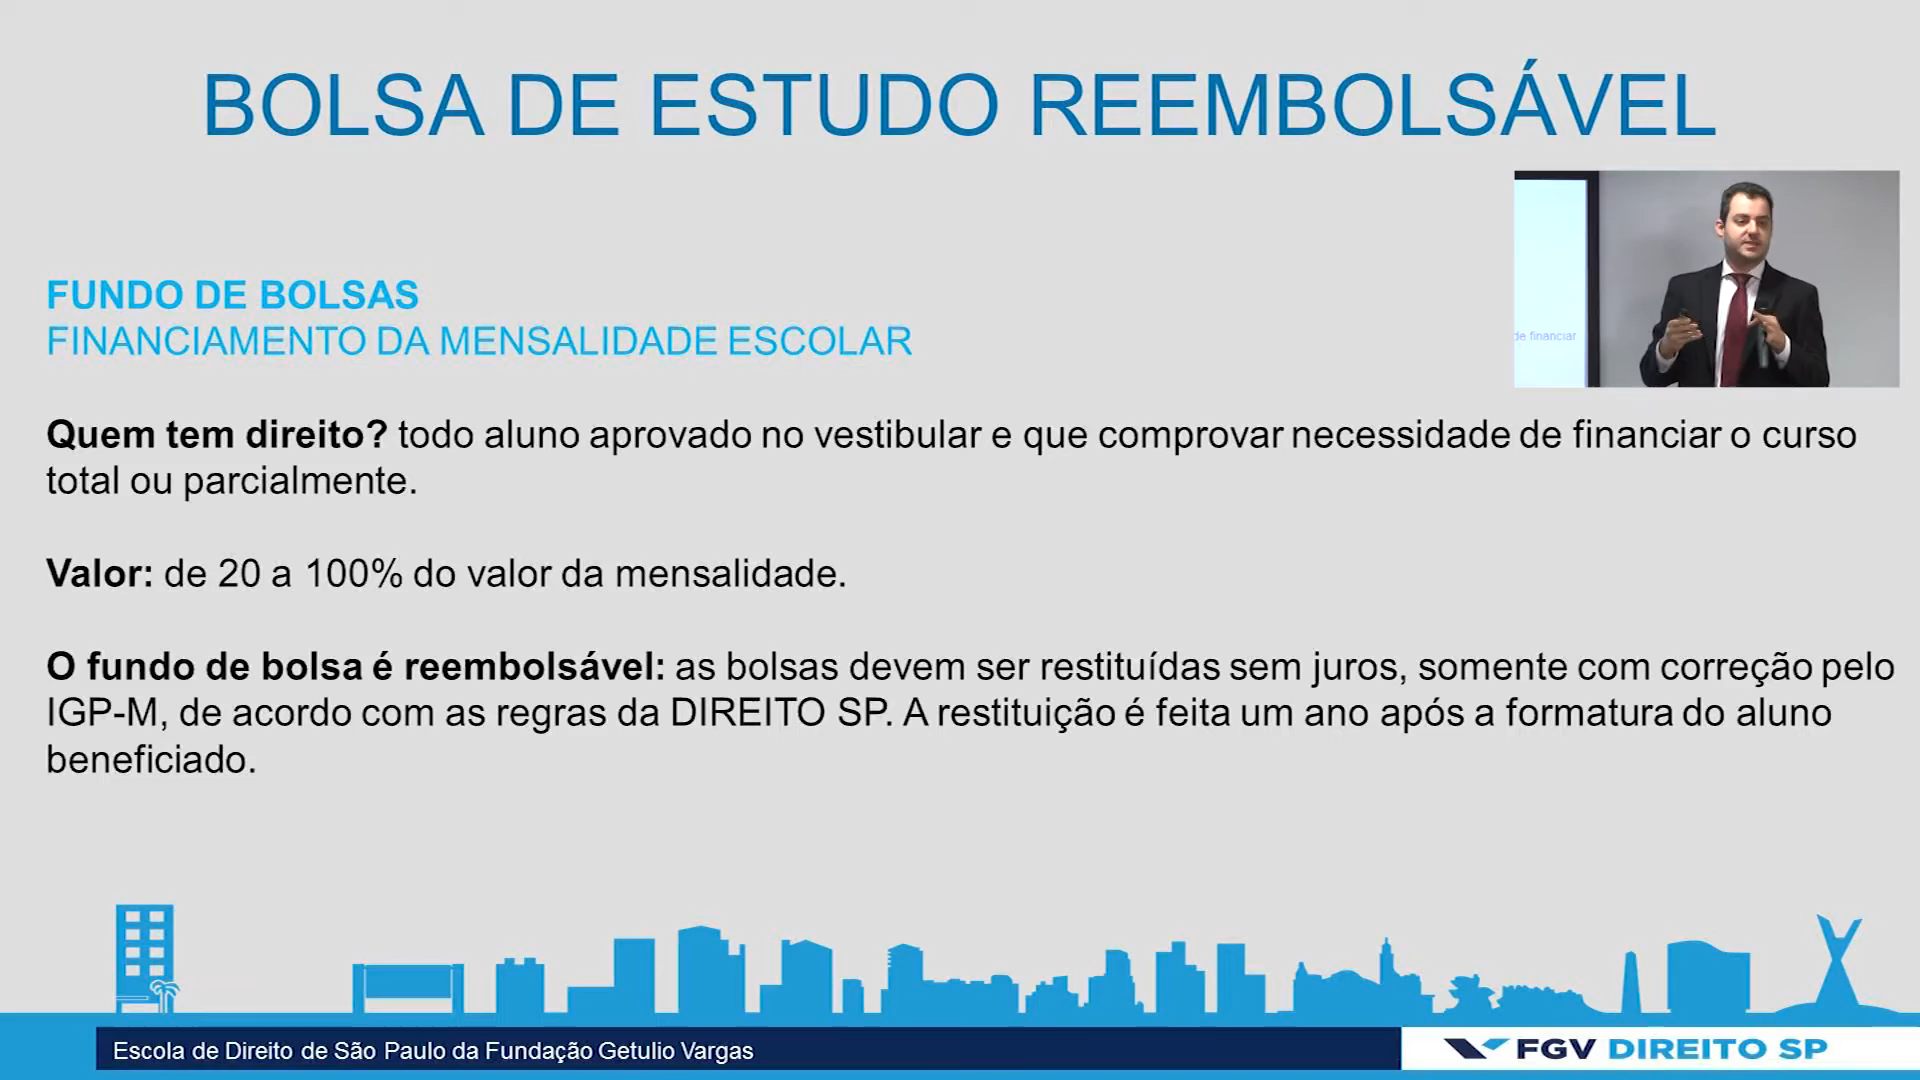 BOLSA DE ESTUDO REEMBOLSÁVEL
FUNDO DE BOLSAS
FINANCIAMENTO DA MENSALIDADE ESCOLAR
de financiar
Quem tem direito? todo aluno aprovado no vestibular e que comprovar necessidade de financiar o curso
total ou parcialmente.
Valor: de 20 a 100% do valor da mensalidade.
O fundo de bolsa é reembolsável: as bolsas devem ser restituídas sem juros, somente com correção pelo
IGP-M, de acordo com as regras da DIREITO SP. A restituição é feita um ano após a formatura do aluno
beneficiado.
Escola de Direito de São Paulo da Fundação Getulio Vargas
FGV DIREITO SP